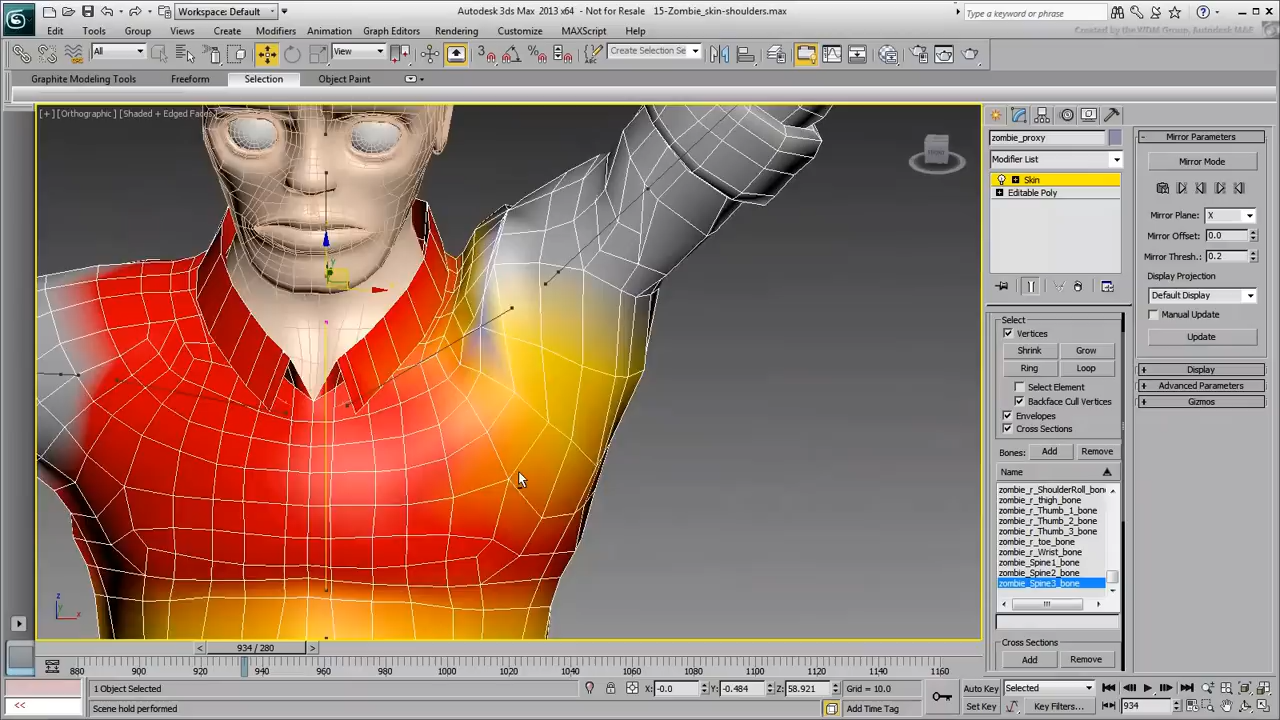 Workspace: Default
Autodesk 3ds Max 2013 x64 - Not for Resale 15-Zombie_skin-shoulders.max
Type a keyword or phrase
Edit Tools Group Views Create Modifiers Animation Graph Editors Rendering Customize MAXScript Help
Created by the WDM Group, Autodesk M&E
All
View
Create Selection Se
Graphite Modeling Tools Freeform Selection Object Paint
[+] [Orthographic] [Shaded + Edged Faces]
zombie_proxy
Modifier List
Skin
Editable Poly
Select
Vertices
Shrink Grow
Ring Loop
Select Element
Backface Cull Vertices
Envelopes
Cross Sections
Bones: Add Remove
Name
zombie_r_ShoulderRoll_bon
zombie_r_thigh_bone
zombie_r_Thumb_1_bone
zombie_r_Thumb_2_bone
zombie_r_Thumb_3_bone
zombie_r_toe_bone
zombie_r_Wrist_bone
zombie_Spine1_bone
zombie_Spine2_bone
zombie_Spine3_bone
Cross Sections
Add Remove
Mirror Parameters
Mirror Mode
Mirror Plane: X
Mirror Offset: 0.0
Mirror Thresh.: 0.2
Display Projection
Default Display
Manual Update
Update
Display
Advanced Parameters
Gizmos
934 / 280
880 900 920 940 960 980 1000 1020 1040 1060 1080 1100 1120 1140 1160
1 Object Selected
X: -0.0 Y: -0.484 Z: 58.921 Grid = 10.0
Auto Key Selected
<< Scene hold performed
Add Time Tag
Set Key Key Filters...
934